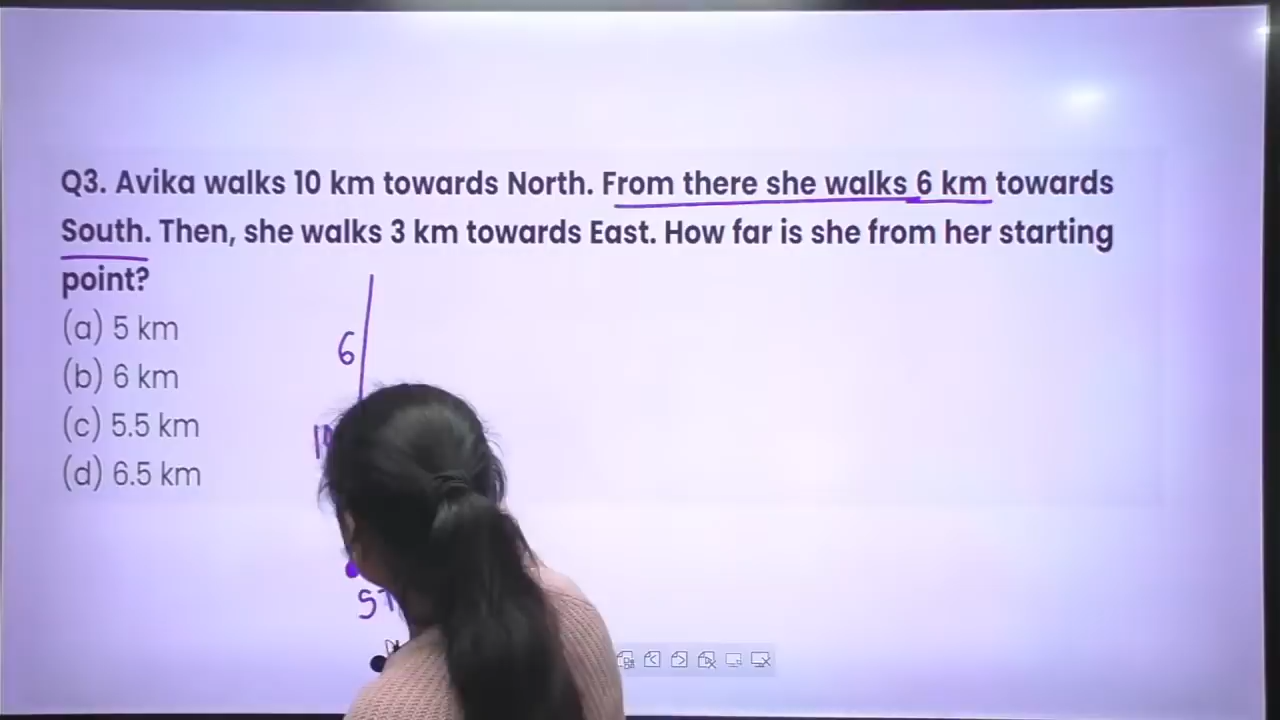 Q3. Avika walks 10 km towards North. From there she walks 6 km towards
South. Then, she walks 3 km towards East. How far is she from her starting
point?
(a) 5 km
(b) 6 km
(c) 5.5 km
(d) 6.5 km
6